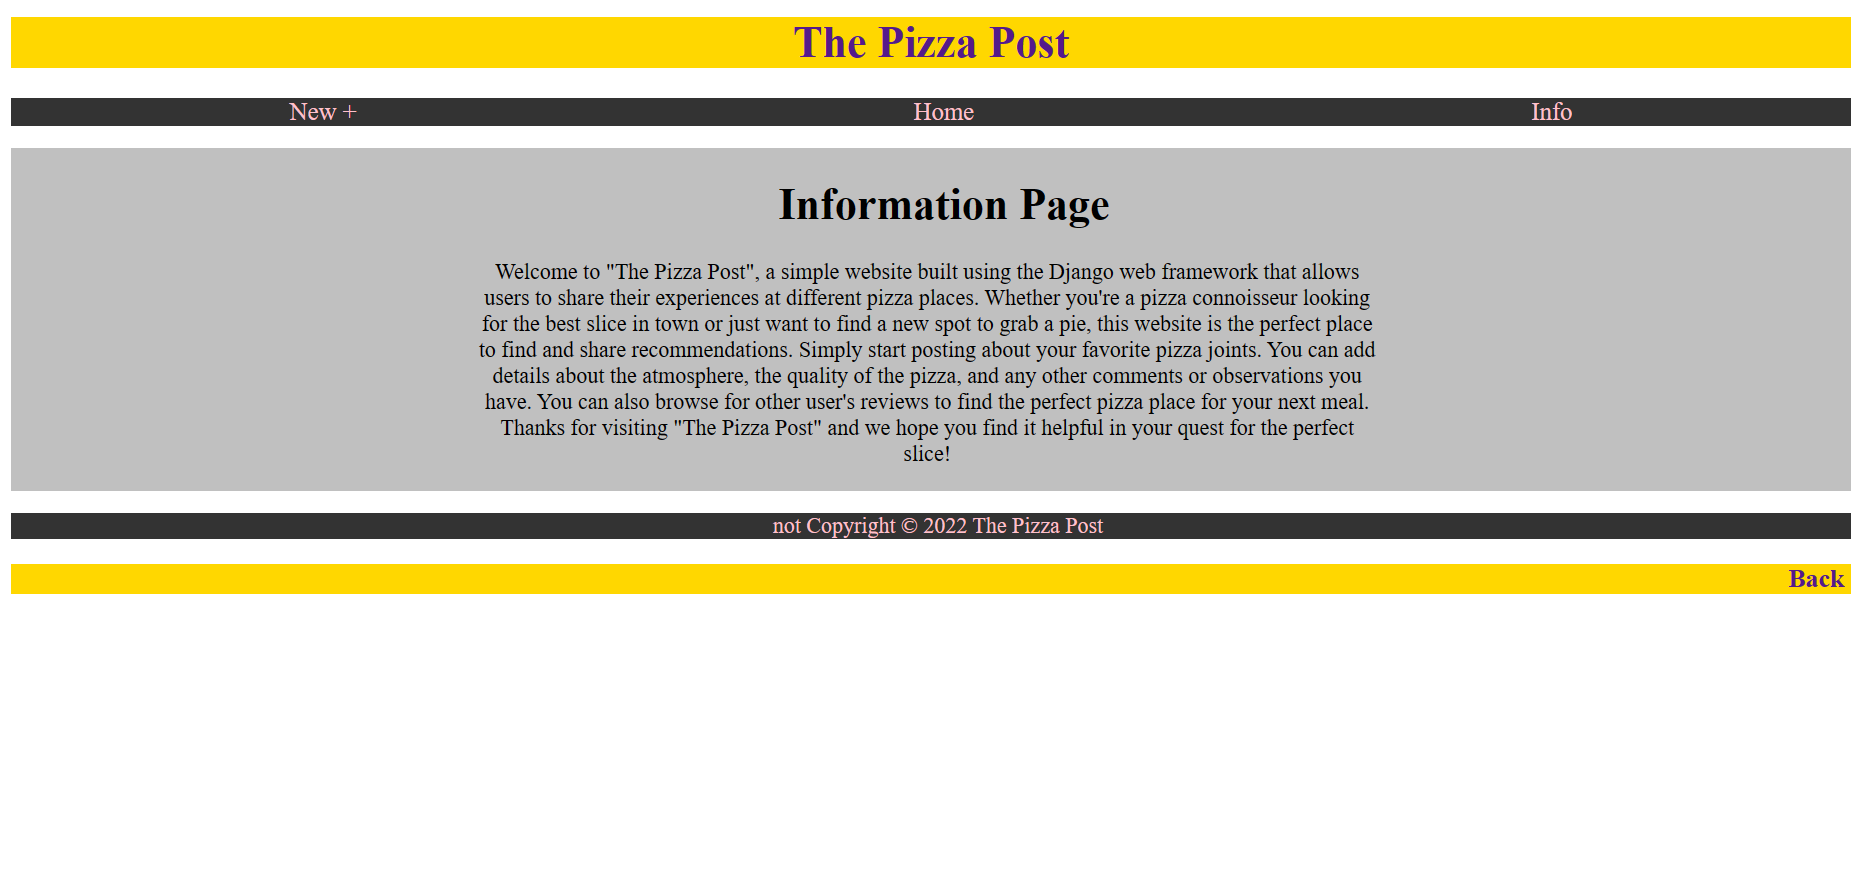 The Pizza Post
New + Home Info
Information Page
Welcome to "The Pizza Post", a simple website built using the Django web framework that allows
users to share their experiences at different pizza places. Whether you're a pizza connoisseur looking
for the best slice in town or just want to find a new spot to grab a pie, this website is the perfect place
to find and share recommendations. Simply start posting about your favorite pizza joints. You can add
details about the atmosphere, the quality of the pizza, and any other comments or observations you
have. You can also browse for other user's reviews to find the perfect pizza place for your next meal.
Thanks for visiting "The Pizza Post" and we hope you find it helpful in your quest for the perfect
slice!
not Copyright © 2022 The Pizza Post
Back